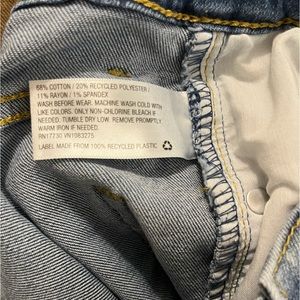 68% COTTON / 20% RECYCLED POLYESTER /
11% RAYON / 1% SPANDEX
WASH BEFORE WEAR. MACHINE WASH COLD WITH
LIKE COLORS. ONLY NON-CHLORINE BLEACH IF
NEEDED. TUMBLE DRY LOW. REMOVE PROMPTLY.
WARM IRON IF NEEDED.
RN17730 VN1983275
LABEL MADE FROM 100% RECYCLED PLASTIC